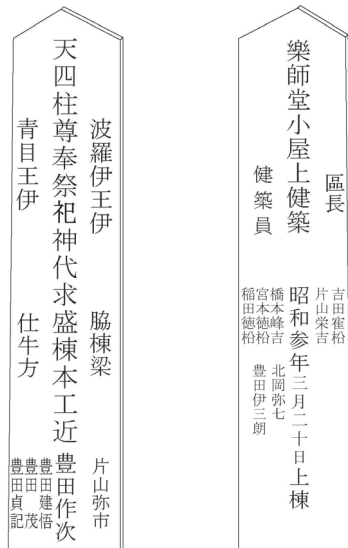 區長
吉田寉松
片山栄吉
樂師堂小屋上健築 昭和参年三月二十日上棟
健築員
橋本峰吉 北岡弥七
宮本徳松 豊田伊三朗
稲田徳松
波羅伊王伊 脇棟梁 片山弥市
天四柱尊奉祭祀神代求盛棟本工近 豊田作次
青目王伊 仕牛方
豊田建悟
豊田 茂
豊田貞記